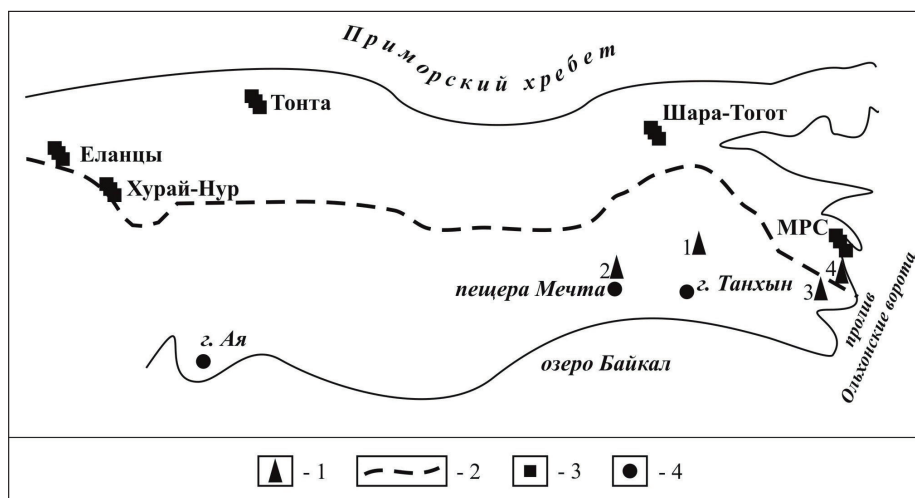 Приморский хребет
Тонта
Шара-Тогот
Еланцы
Хурай-Нур
МРС
1
2
4
пещера Мечта
г. Танхын
3
г. Ая
озеро Байкал
пролив
Ольхонские ворота
- 1
- 2
- 3
- 4